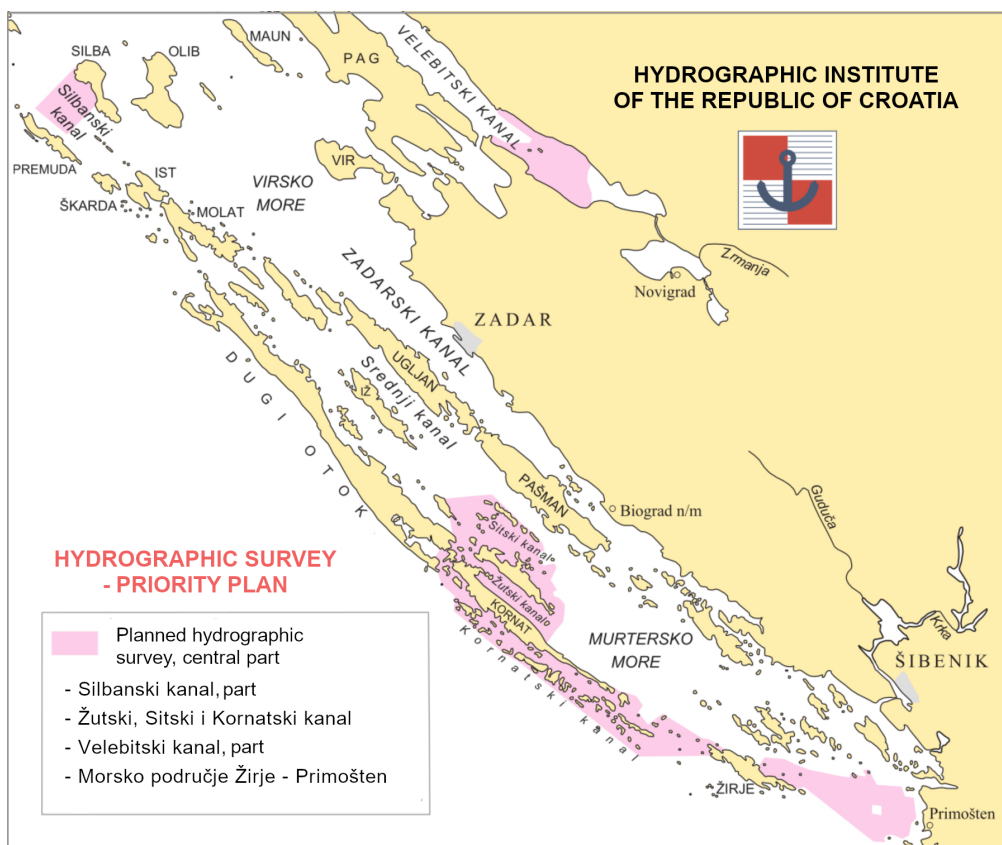 HYDROGRAPHIC INSTITUTE
OF THE REPUBLIC OF CROATIA
MAUN
SILBA
OLIB
PAG
VELEBITSKI KANAL
Silbanski
kanal
PREMUDA
IST
ŠKARDA
MOLAT
VIR
VIRSKO
MORE
Zrmanja
Novigrad
ZADARSKI KANAL
ZADAR
UGLJAN
Srednji kanal
IŽ
DUGI OTOK
PAŠMAN
Biograd n/m
Guduča
Sitski kanal
Žutski kanal
KORNAT
Kornatski kanal
MURTERSKO
MORE
Krka
ŠIBENIK
ŽIRJE
Primošten
HYDROGRAPHIC SURVEY
- PRIORITY PLAN
Planned hydrographic
survey, central part
- Silbanski kanal, part
- Žutski, Sitski i Kornatski kanal
- Velebitski kanal, part
- Morsko područje Žirje - Primošten